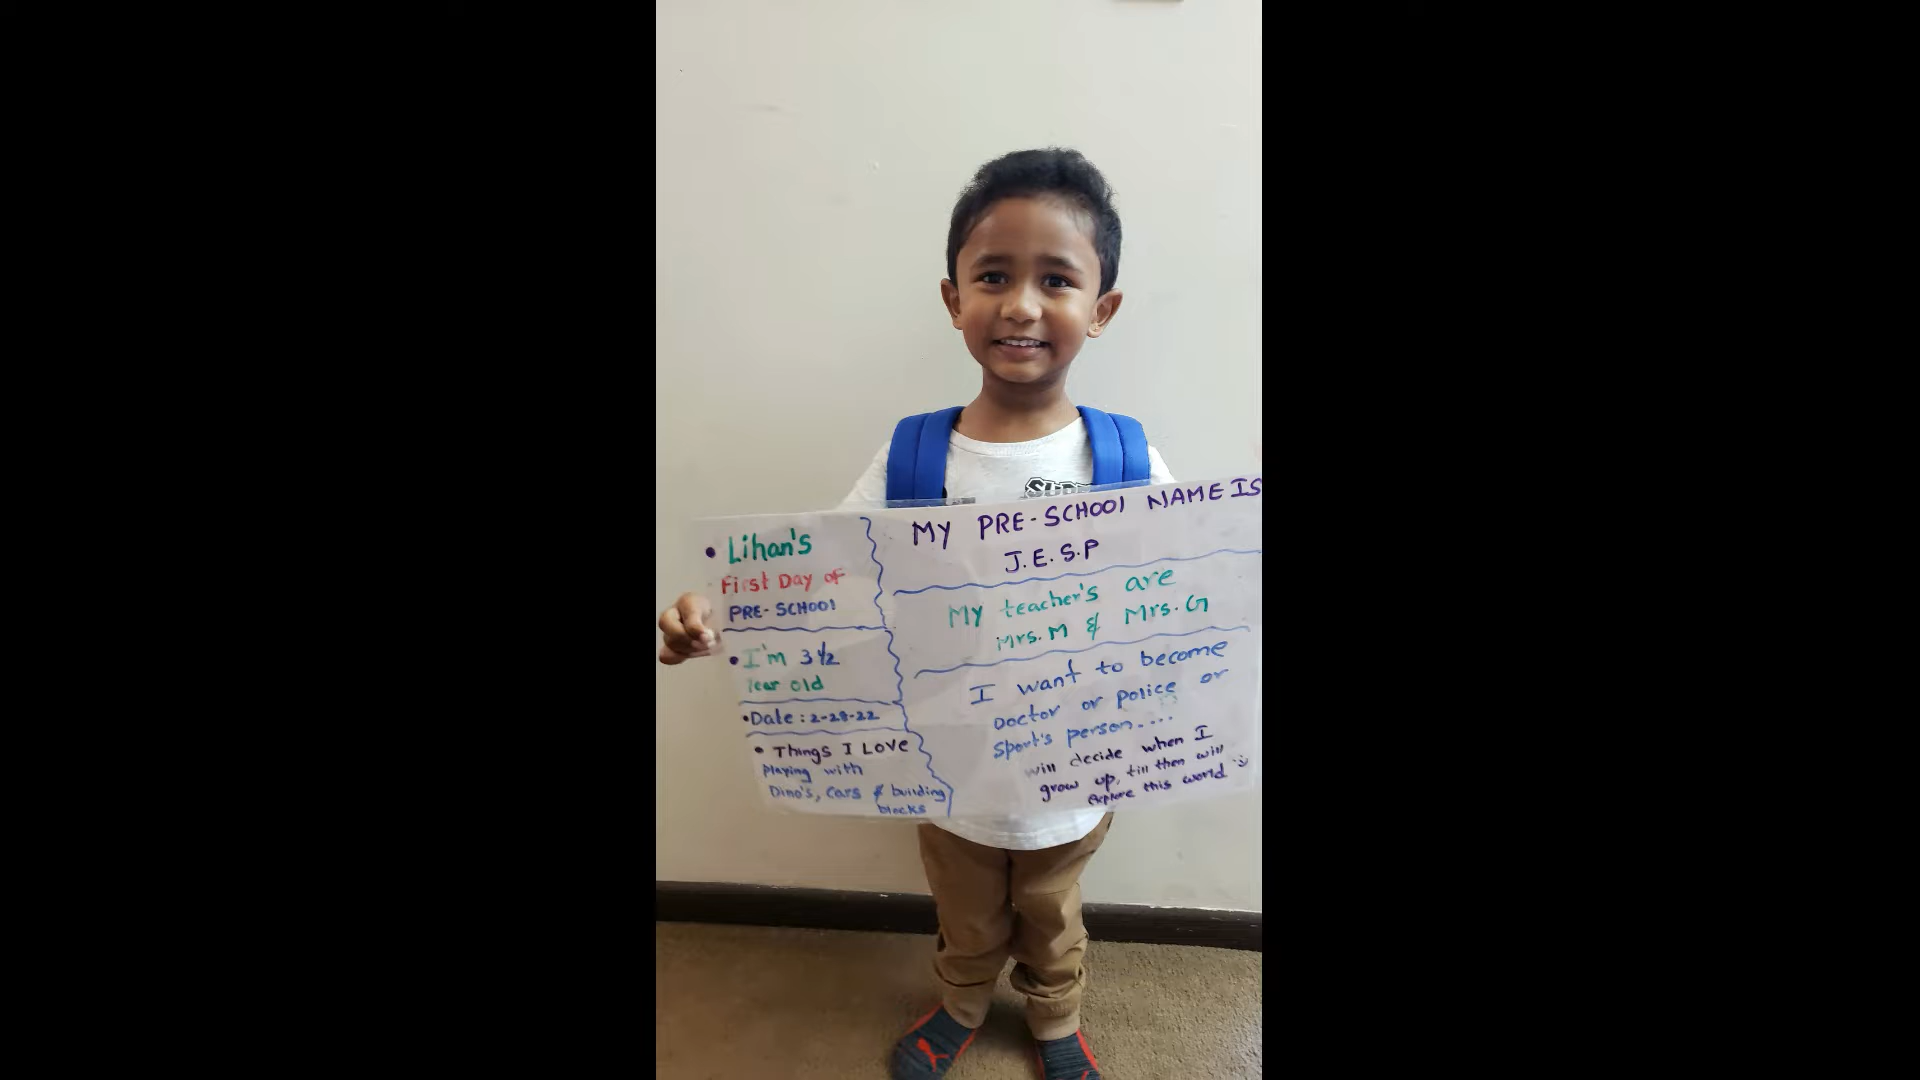 • Lihan's
First Day of
PRE-SCHOOl
• I'm 3 1/2
Year old
• Date : 2-28-22
• Things I Love
Playing with
Dino's, Cars & building
blocks
MY PRE-SCHOOl NAME IS
J.E.S.P
My teacher's are
Mrs. M & Mrs. G
I want to become
Doctor or police or
Sport's person....
will decide when I
grow up, till then will
explore this world :)